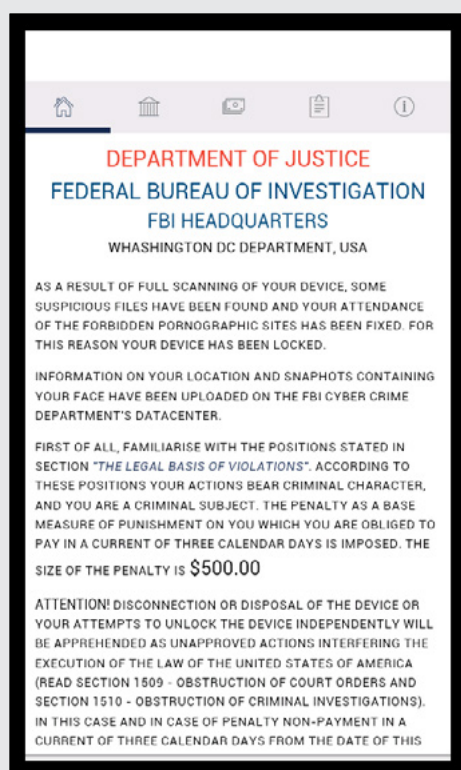 DEPARTMENT OF JUSTICE
FEDERAL BUREAU OF INVESTIGATION
FBI HEADQUARTERS
WHASHINGTON DC DEPARTMENT, USA
AS A RESULT OF FULL SCANNING OF YOUR DEVICE, SOME
SUSPICIOUS FILES HAVE BEEN FOUND AND YOUR ATTENDANCE
OF THE FORBIDDEN PORNOGRAPHIC SITES HAS BEEN FIXED. FOR
THIS REASON YOUR DEVICE HAS BEEN LOCKED.
INFORMATION ON YOUR LOCATION AND SNAPHOTS CONTAINING
YOUR FACE HAVE BEEN UPLOADED ON THE FBI CYBER CRIME
DEPARTMENT'S DATACENTER.
FIRST OF ALL, FAMILIARISE WITH THE POSITIONS STATED IN
SECTION "THE LEGAL BASIS OF VIOLATIONS". ACCORDING TO
THESE POSITIONS YOUR ACTIONS BEAR CRIMINAL CHARACTER,
AND YOU ARE A CRIMINAL SUBJECT. THE PENALTY AS A BASE
MEASURE OF PUNISHMENT ON YOU WHICH YOU ARE OBLIGED TO
PAY IN A CURRENT OF THREE CALENDAR DAYS IS IMPOSED. THE
SIZE OF THE PENALTY IS $500.00
ATTENTION! DISCONNECTION OR DISPOSAL OF THE DEVICE OR
YOUR ATTEMPTS TO UNLOCK THE DEVICE INDEPENDENTLY WILL
BE APPREHENDED AS UNAPPROVED ACTIONS INTERFERING THE
EXECUTION OF THE LAW OF THE UNITED STATES OF AMERICA
(READ SECTION 1509 - OBSTRUCTION OF COURT ORDERS AND
SECTION 1510 - OBSTRUCTION OF CRIMINAL INVESTIGATIONS).
IN THIS CASE AND IN CASE OF PENALTY NON-PAYMENT IN A
CURRENT OF THREE CALENDAR DAYS FROM THE DATE OF THIS